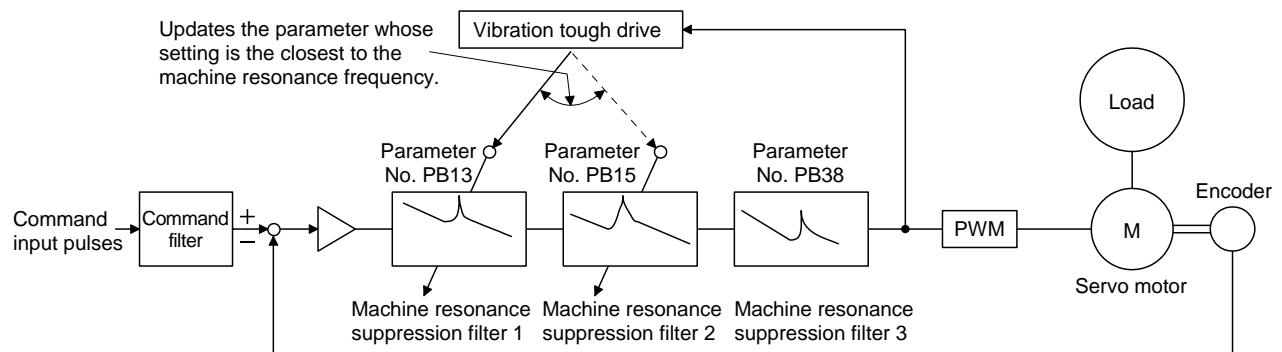 Updates the parameter whose
setting is the closest to the
machine resonance frequency.
Vibration tough drive
Load
Parameter
No. PB13
Parameter
No. PB15
Parameter
No. PB38
Command
input pulses
Command
filter
+
−
PWM
M
Encoder
Servo motor
Machine resonance
suppression filter 1
Machine resonance
suppression filter 2
Machine resonance
suppression filter 3